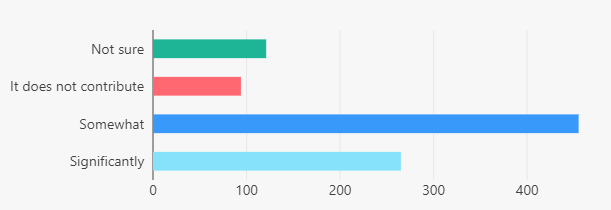 Not sure
It does not contribute
Somewhat
Significantly
0 100 200 300 400